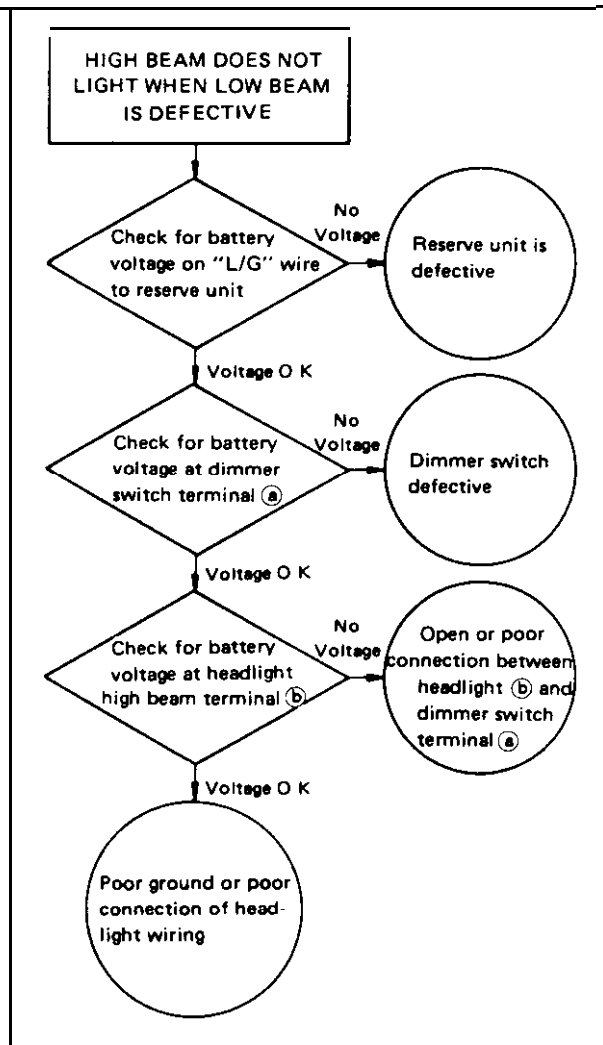 HIGH BEAM DOES NOT
LIGHT WHEN LOW BEAM
IS DEFECTIVE
Check for battery
voltage on "L/G" wire
to reserve unit
No
Voltage
Reserve unit is
defective
Voltage O K
Check for battery
voltage at dimmer
switch terminal ⓐ
No
Voltage
Dimmer switch
defective
Voltage O K
Check for battery
voltage at headlight
high beam terminal ⓑ
No
Voltage
Open or poor
connection between
headlight ⓑ and
dimmer switch
terminal ⓐ
Voltage O K
Poor ground or poor
connection of head-
light wiring